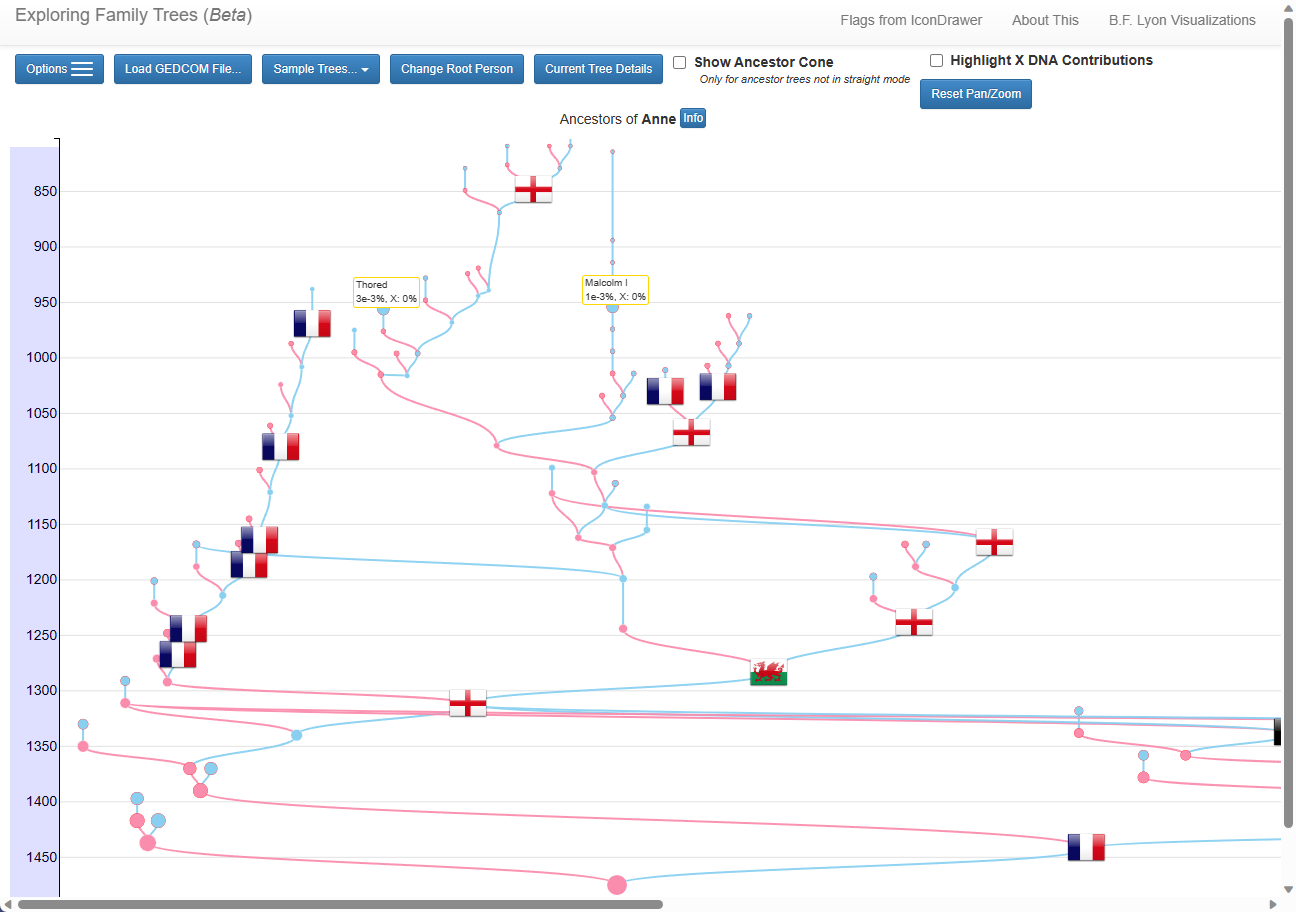 Exploring Family Trees (Beta)
Flags from IconDrawer About This B.F. Lyon Visualizations
Options Load GEDCOM File... Sample Trees... Change Root Person Current Tree Details Show Ancestor Cone Highlight X DNA Contributions
Only for ancestor trees not in straight mode
Reset Pan/Zoom
Ancestors of Anne Info
850
900
Thored
3e-3%, X: 0%
Malcolm I
1e-3%, X: 0%
950
1000
1050
1100
1150
1200
1250
1300
1350
1400
1450